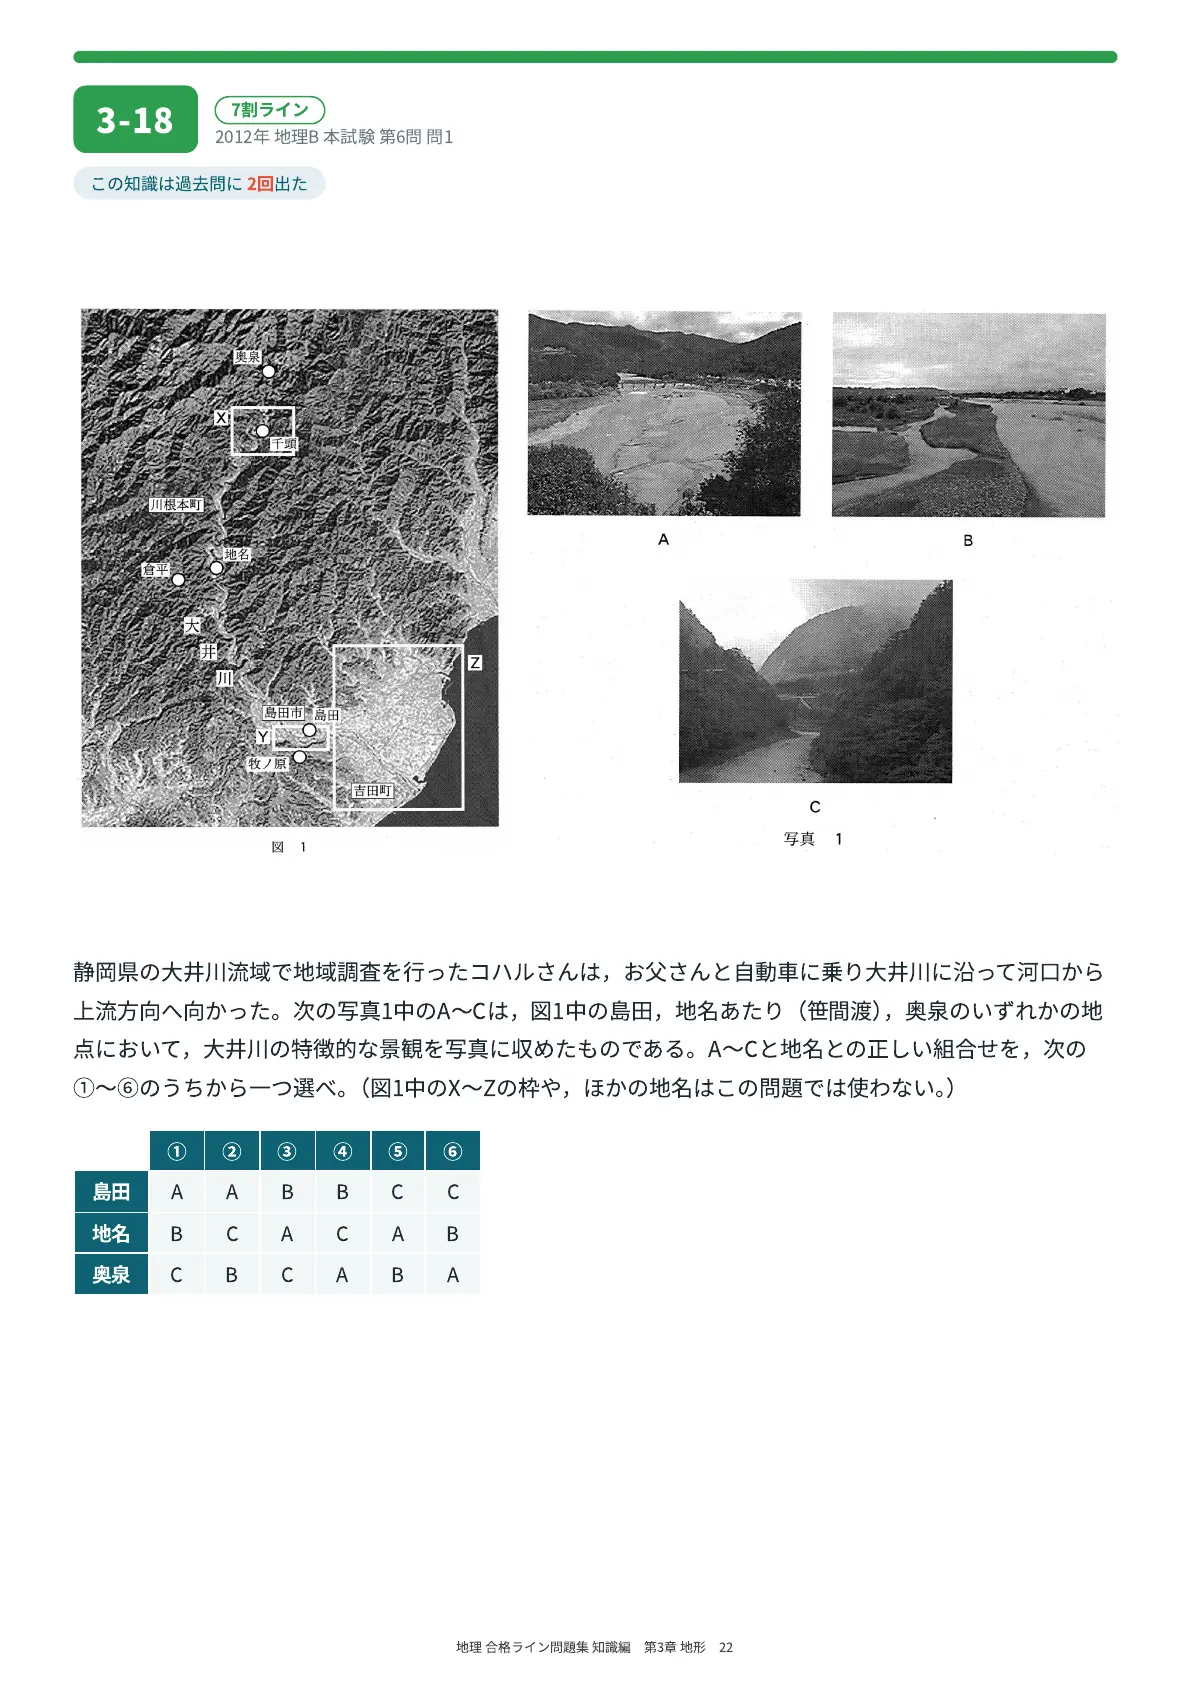 3-18
7割ライン
2012年 地理B 本試験 第6問 問1
この知識は過去問に 2回出た
奥泉
X
千頭
川根本町
地名
倉平
大
井
川
Z
島田市
島田
Y
牧ノ原
吉田町
図 1
A
B
C
写真 1
静岡県の大井川流域で地域調査を行ったコハルさんは，お父さんと自動車に乗り大井川に沿って河口から
上流方向へ向かった。次の写真1中のA～Cは，図1中の島田，地名あたり（笹間渡），奥泉のいずれかの地
点において，大井川の特徴的な景観を写真に収めたものである。A～Cと地名との正しい組合せを，次の
①～⑥のうちから一つ選べ。（図1中のX～Zの枠や，ほかの地名はこの問題では使わない。）
① ② ③ ④ ⑤ ⑥
島田 A A B B C C
地名 B C A C A B
奥泉 C B C A B A
地理 合格ライン問題集 知識編 第3章 地形 22